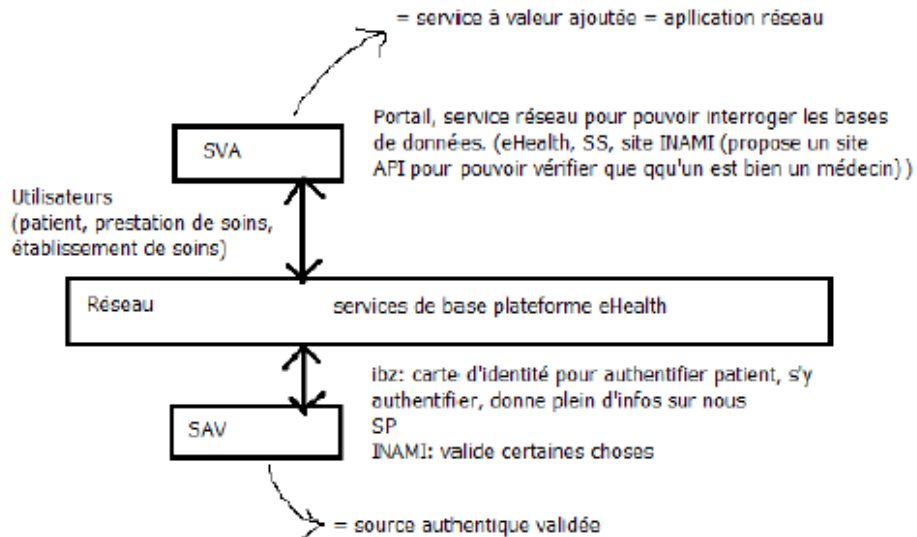 = service à valeur ajoutée = apllication réseau
Portail, service réseau pour pouvoir interroger les bases
de données. (eHealth, SS, site INAMI (propose un site
API pour pouvoir vérifier que qqu'un est bien un médecin))
SVA
Utilisateurs
(patient, prestation de soins,
établissement de soins)
Réseau services de base plateforme eHealth
ibz: carte d'identité pour authentifier patient, s'y
authentifier, donne plein d'infos sur nous
SP
INAMI: valide certaines choses
SAV
= source authentique validée